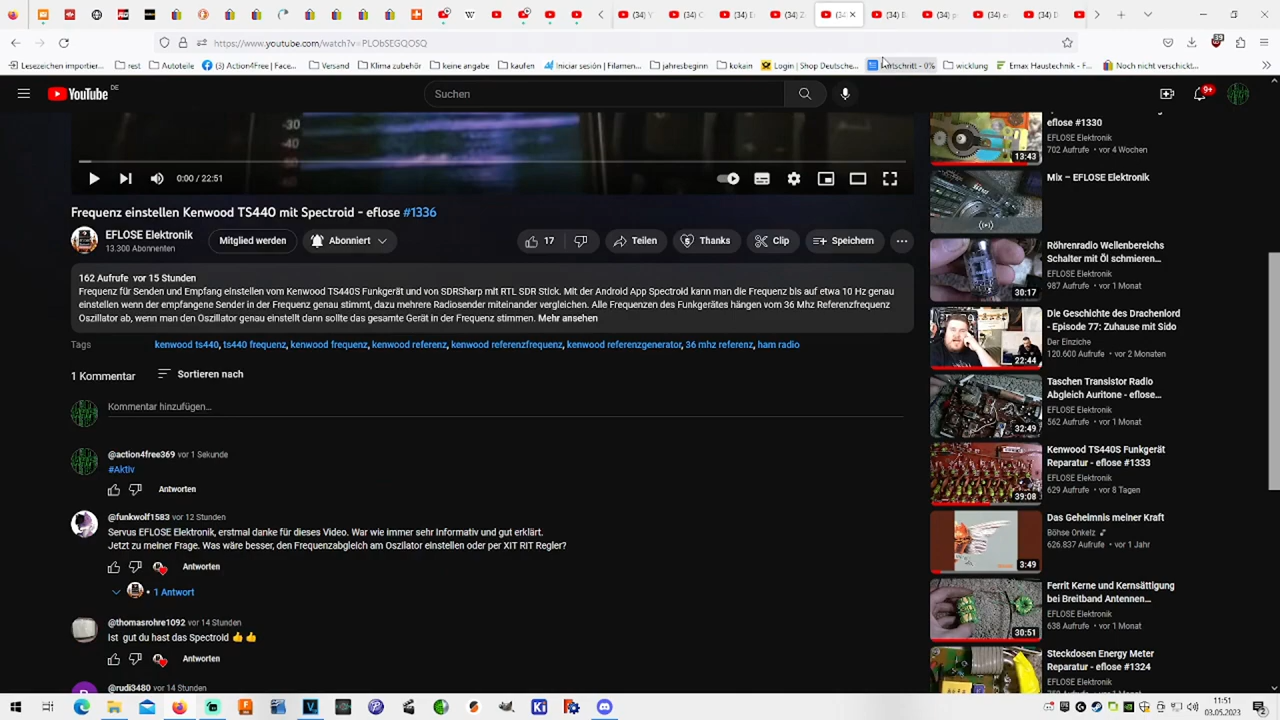 (34)
https://www.youtube.com/watch?v=PLObSEGQOSQ
Lesezeichen importier...
rest
Autoteile
(3) Action4Free | Face...
Versand
Klima zubehör
keine angabe
kaufen
Iniciar sesión | Filamen...
jahresbeginn
kokain
Login | Shop Deutsche...
wicklung
Emax Haustechnik - F...
Noch nicht verschickt...
YouTube DE
Suchen
9+
-30
-40
0:00 / 22:51
Frequenz einstellen Kenwood TS440 mit Spectroid - eflose #1336
EFLOSE Elektronik
13.300 Abonnenten
Mitglied werden
Abonniert
17
Teilen
Thanks
Clip
Speichern
162 Aufrufe vor 15 Stunden
Frequenz für Senden und Empfang einstellen vom Kenwood TS440S Funkgerät und von SDRSharp mit RTL SDR Stick. Mit der Android App Spectroid kann man die Frequenz bis auf etwa 10 Hz genau
einstellen wenn der empfangene Sender in der Frequenz genau stimmt, dazu mehrere Radiosender miteinander vergleichen. Alle Frequenzen des Funkgerätes hängen vom 36 Mhz Referenzfrequenz
Oszillator ab, wenn man den Oszillator genau einstellt dann sollte das gesamte Gerät in der Frequenz stimmen. Mehr ansehen
Tags kenwood ts440, ts440 frequenz, kenwood frequenz, kenwood referenz, kenwood referenzfrequenz, kenwood referenzgenerator, 36 mhz referenz, ham radio
1 Kommentar
Sortieren nach
Kommentar hinzufügen...
@action4free369 vor 1 Sekunde
#Aktiv
Antworten
@funkwolf1583 vor 12 Stunden
Servus EFLOSE Elektronik, erstmal danke für dieses Video. War wie immer sehr Informativ und gut erklärt.
Jetzt zu meiner Frage. Was wäre besser, den Frequenzabgleich am Oszilator einstellen oder per XIT RIT Regler?
Antworten
1 Antwort
@thomasrohre1092 vor 14 Stunden
Ist gut du hast das Spectroid 👍👍
Antworten
@rudi3480 vor 14 Stunden
eflose #1330
EFLOSE Elektronik
702 Aufrufe • vor 4 Wochen
13:43
Mix – EFLOSE Elektronik
Röhrenradio Wellenbereichs
Schalter mit Öl schmieren...
EFLOSE Elektronik
987 Aufrufe • vor 1 Monat
30:17
Die Geschichte des Drachenlord
- Episode 77: Zuhause mit Sido
Der Einziche
120.600 Aufrufe • vor 2 Monaten
22:44
Taschen Transistor Radio
Abgleich Auritone - eflose...
EFLOSE Elektronik
562 Aufrufe • vor 1 Monat
32:49
Kenwood TS440S Funkgerät
Reparatur - eflose #1333
EFLOSE Elektronik
629 Aufrufe • vor 8 Tagen
39:08
Das Geheimnis meiner Kraft
Böhse Onkelz
626.837 Aufrufe • vor 1 Jahr
3:49
Ferrit Kerne und Kernsättigung
bei Breitband Antennen...
EFLOSE Elektronik
638 Aufrufe • vor 1 Monat
30:51
Steckdosen Energy Meter
Reparatur - eflose #1324
EFLOSE Elektronik
11:51
03.05.2023